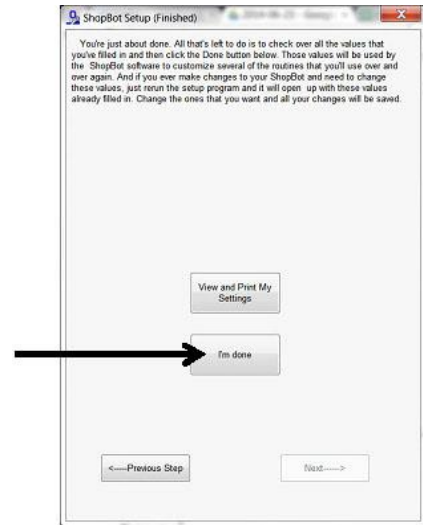 ShopBot Setup (Finished)
You're just about done. All that's left to do is to check over all the values that
you've filled in and then click the Done button below. Those values will be used by
the ShopBot software to customize several of the routines that you'll use over and
over again. And if you ever make changes to your ShopBot and need to change
these values, just rerun the setup program and it will open up with these values
already filled in. Change the ones that you want and all your changes will be saved.
View and Print My
Settings
I'm done
<----Previous Step
Next----->